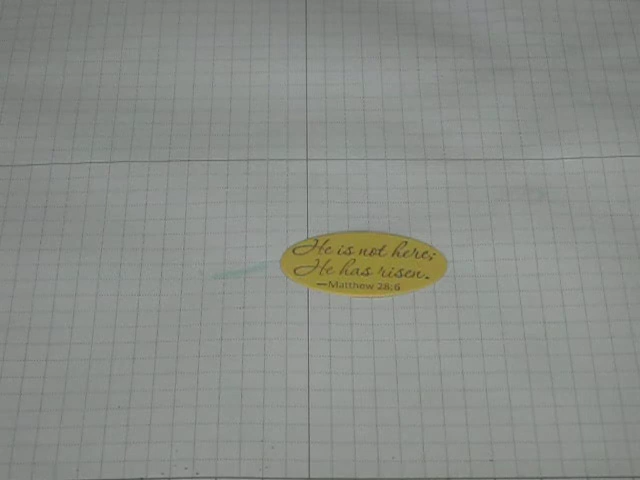 He is not here;
He has risen.
—Matthew 28:6